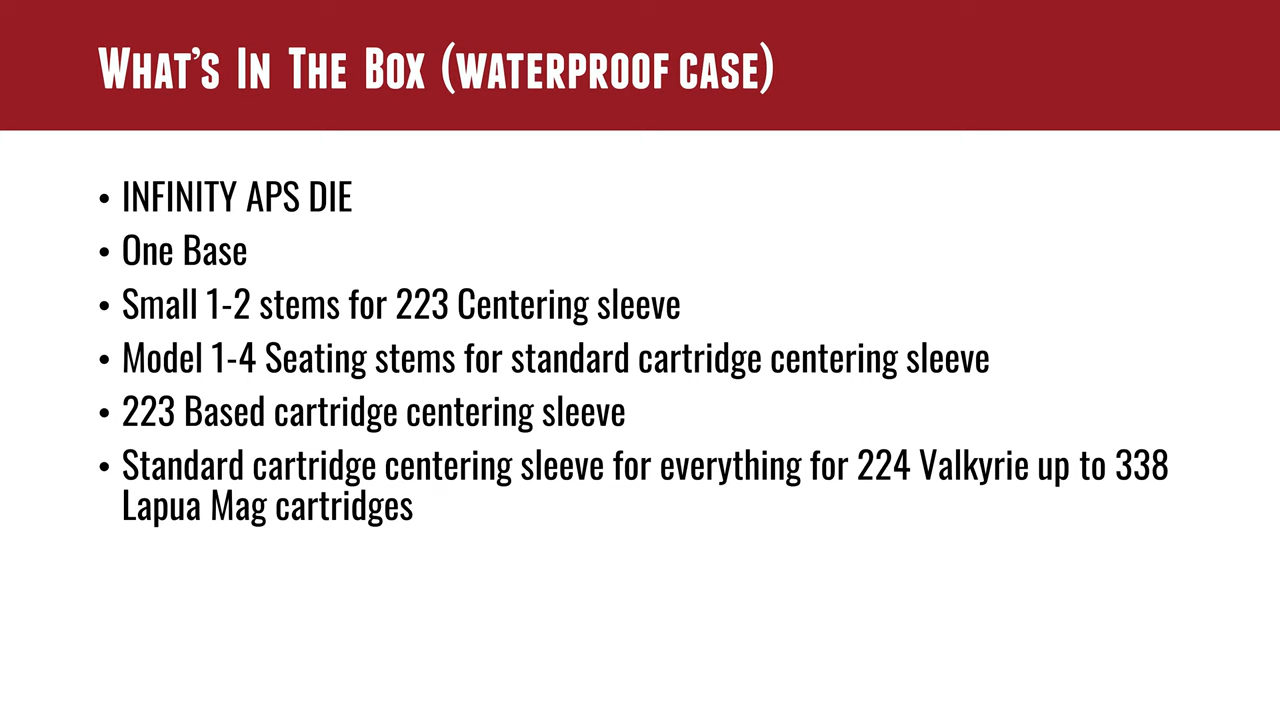 What's In The Box (waterproof case)
• INFINITY APS DIE
• One Base
• Small 1-2 stems for 223 Centering sleeve
• Model 1-4 Seating stems for standard cartridge centering sleeve
• 223 Based cartridge centering sleeve
• Standard cartridge centering sleeve for everything for 224 Valkyrie up to 338
Lapua Mag cartridges